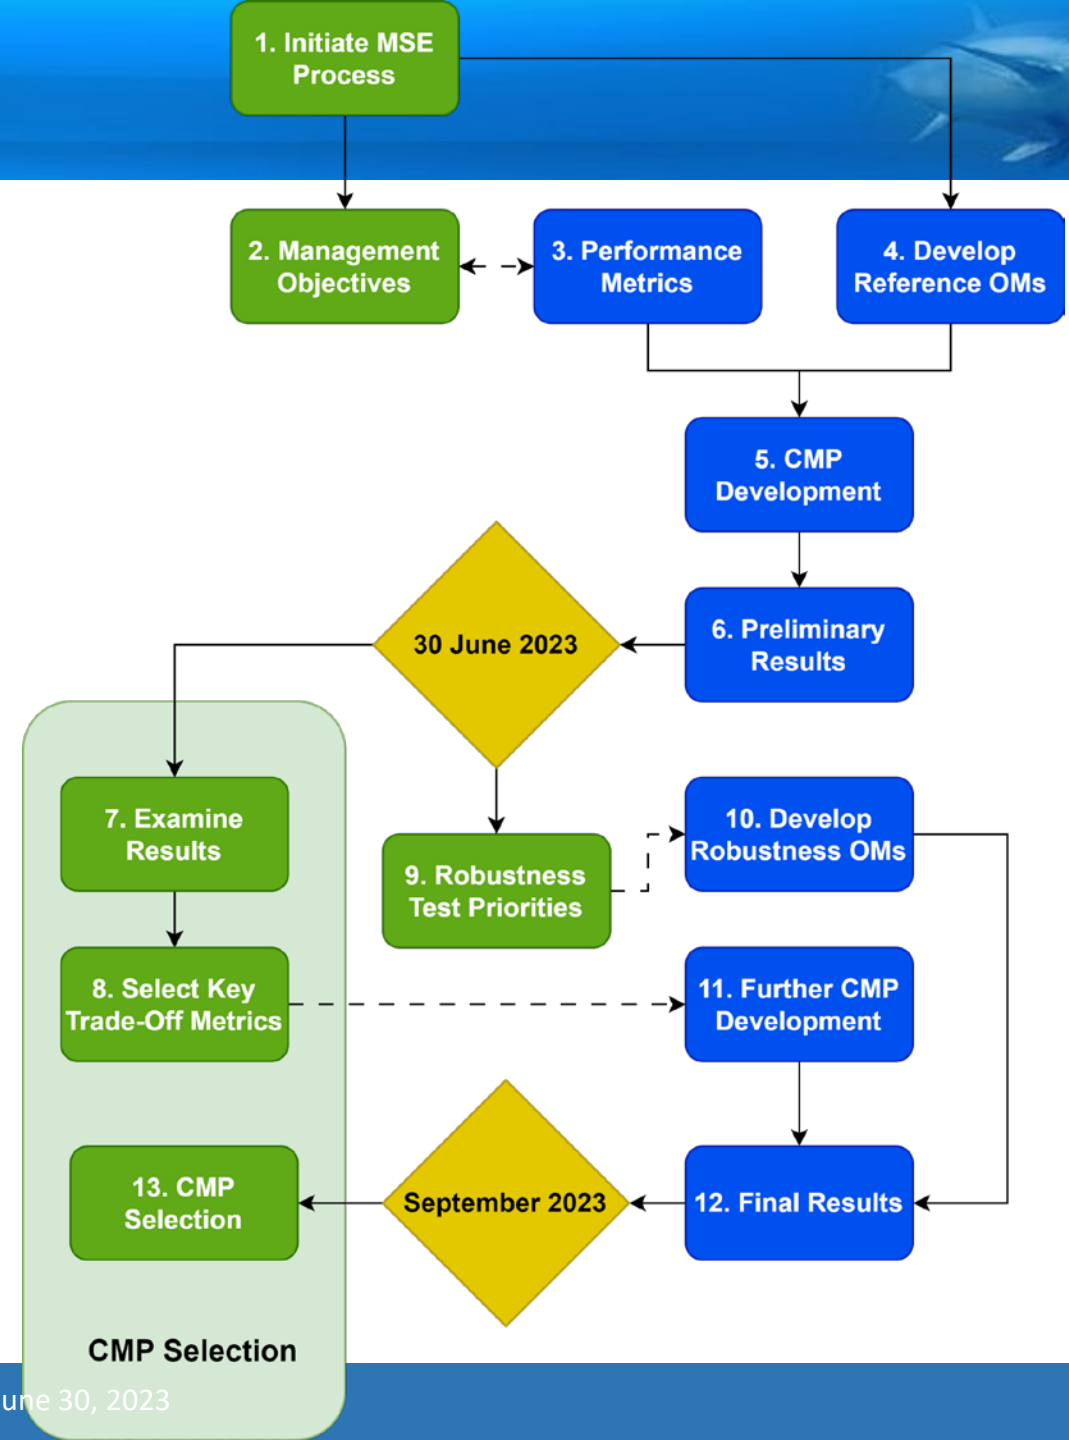 1. Initiate MSE
Process
2. Management
Objectives
3. Performance
Metrics
4. Develop
Reference OMs
5. CMP
Development
6. Preliminary
Results
30 June 2023
7. Examine
Results
8. Select Key
Trade-Off Metrics
9. Robustness
Test Priorities
10. Develop
Robustness OMs
11. Further CMP
Development
12. Final Results
September 2023
13. CMP
Selection
CMP Selection
une 30, 2023